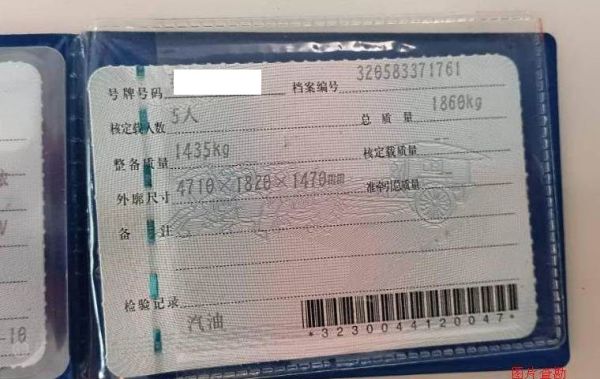 号牌号码 档案编号 320583371761
核定载人数 5人 总质量 1860kg
整备质量 1435kg 核定载质量
外廓尺寸 4710×1820×1470mm 准牵引总质量
备注
检验记录 汽油
*3230044120047*
-10